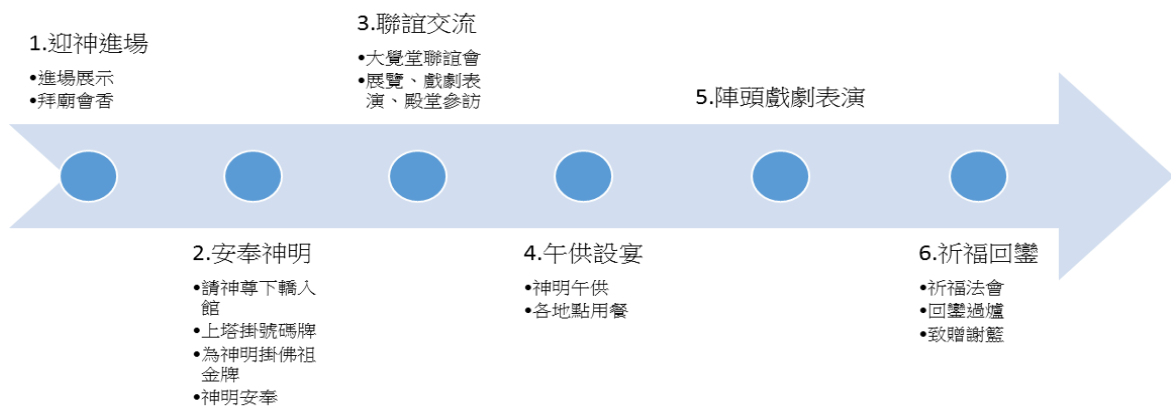 1.迎神進場
•進場展示
•拜廟會香
2.安奉神明
•請神尊下轎入
館
•上塔掛號碼牌
•為神明掛佛祖
金牌
•神明安奉
3.聯誼交流
•大覺堂聯誼會
•展覽、戲劇表
演、殿堂參訪
4.午供設宴
•神明午供
•各地點用餐
5.陣頭戲劇表演
6.祈福回鑾
•祈福法會
•回鑾過爐
•致贈謝籃